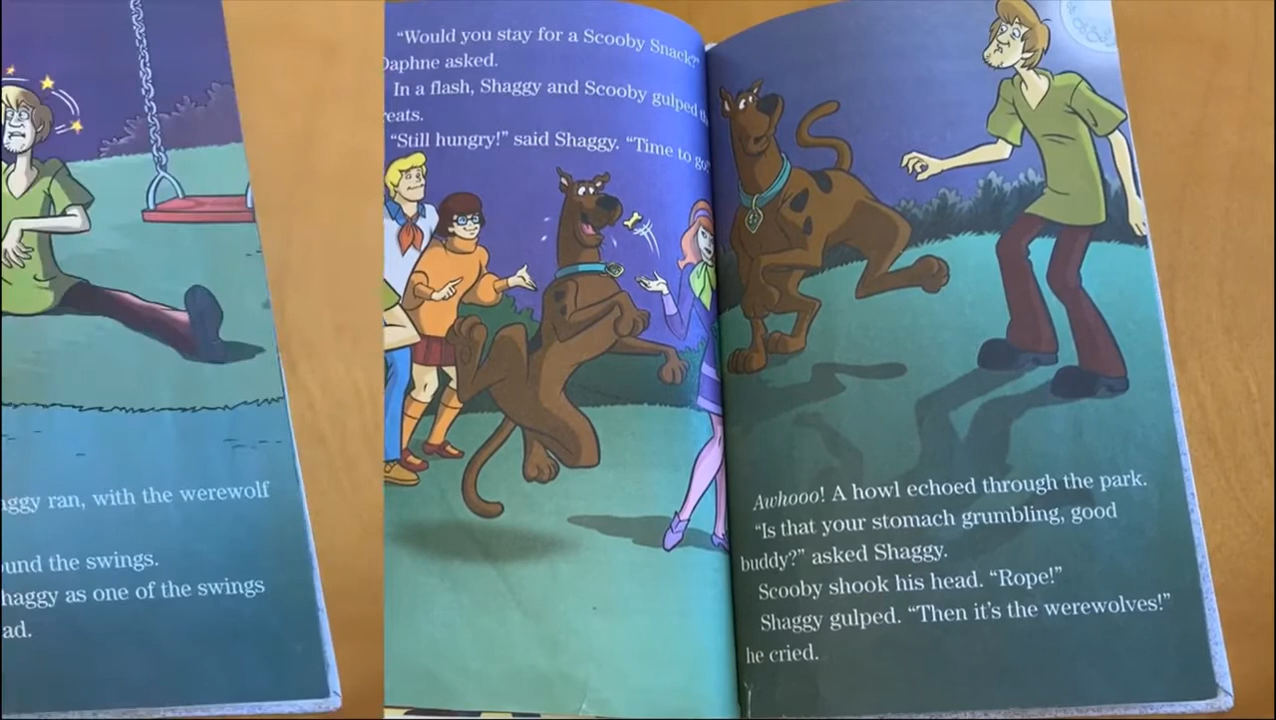 aggy ran, with the werewolf
und the swings.
haggy as one of the swings
ad.
“Would you stay for a Scooby Snack?”
Daphne asked.
In a flash, Shaggy and Scooby gulped
reats.
“Still hungry!” said Shaggy. “Time to go
Awhooo! A howl echoed through the park.
“Is that your stomach grumbling, good
buddy?” asked Shaggy.
Scooby shook his head. “Rope!”
Shaggy gulped. “Then it’s the werewolves!”
he cried.